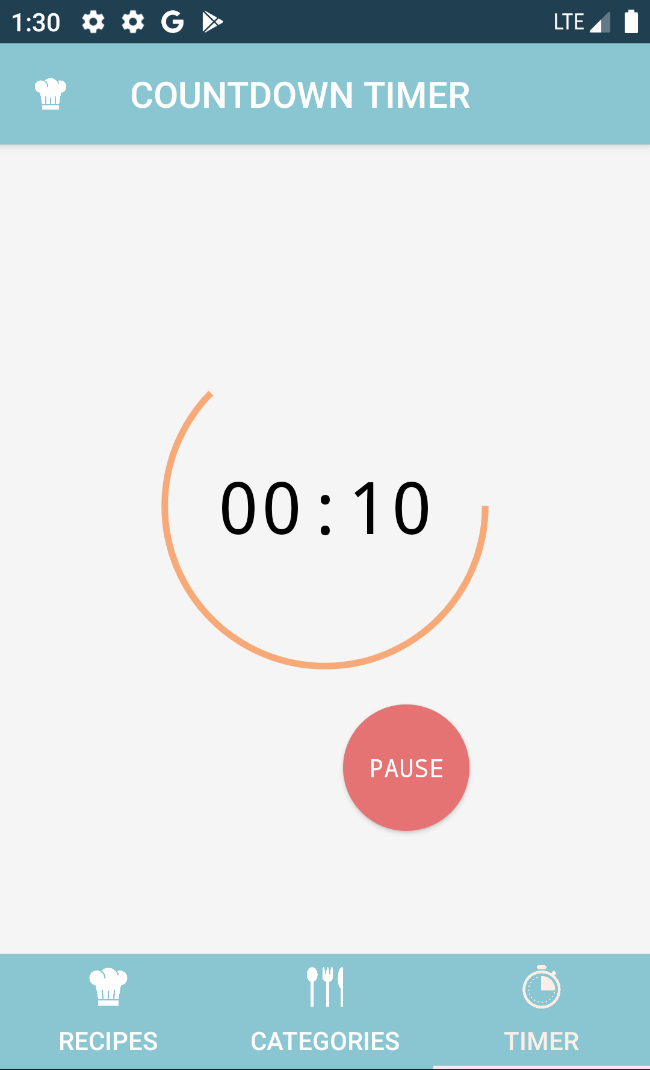 1:30 G LTE
COUNTDOWN TIMER
00:10
PAUSE
RECIPES CATEGORIES TIMER